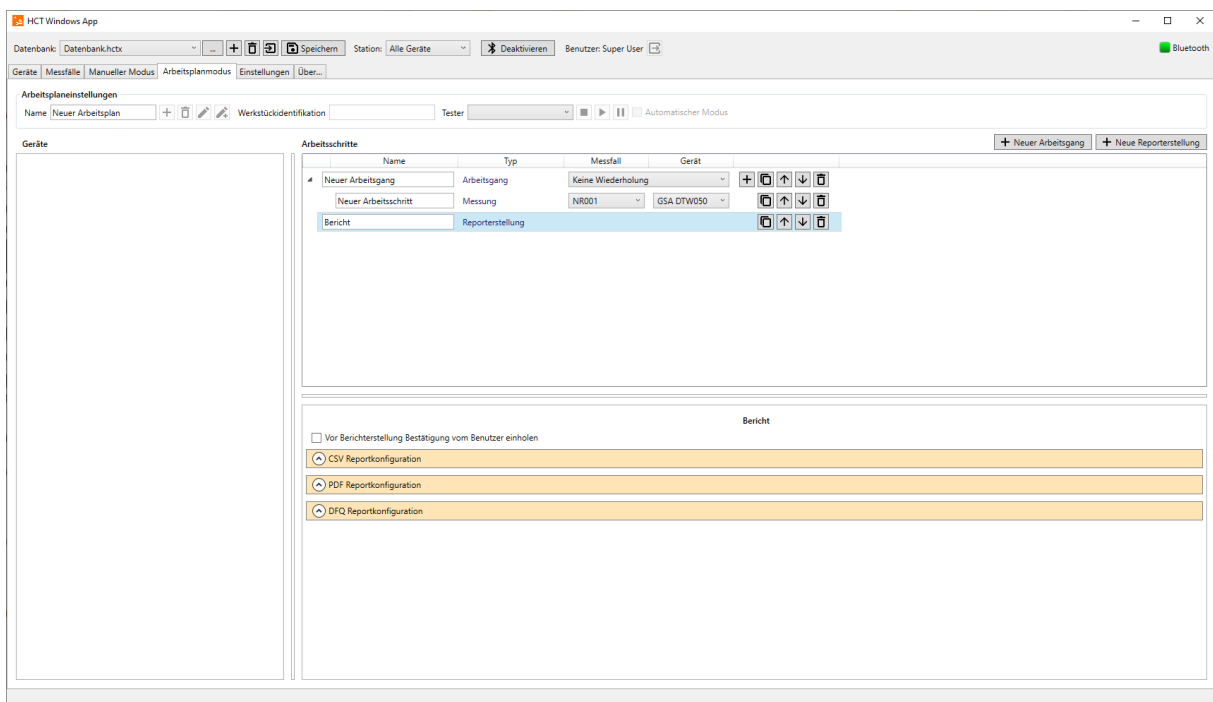 HCT Windows App
Datenbank: Datenbank.hctx ... Speichern Station: Alle Geräte Deaktivieren Benutzer: Super User Bluetooth
Geräte Messfälle Manueller Modus Arbeitsplanmodus Einstellungen Über...
Arbeitsplaneinstellungen
Name Neuer Arbeitsplan Werkstückidentifikation Tester Automatischer Modus
Geräte Arbeitsschritte + Neuer Arbeitsgang + Neue Reporterstellung
Name Typ Messfall Gerät
Neuer Arbeitsgang Arbeitsgang Keine Wiederholung
Neuer Arbeitsschritt Messung NR001 GSA DTW050
Bericht Reporterstellung
Bericht
Vor Berichterstellung Bestätigung vom Benutzer einholen
CSV Reportkonfiguration
PDF Reportkonfiguration
DFQ Reportkonfiguration